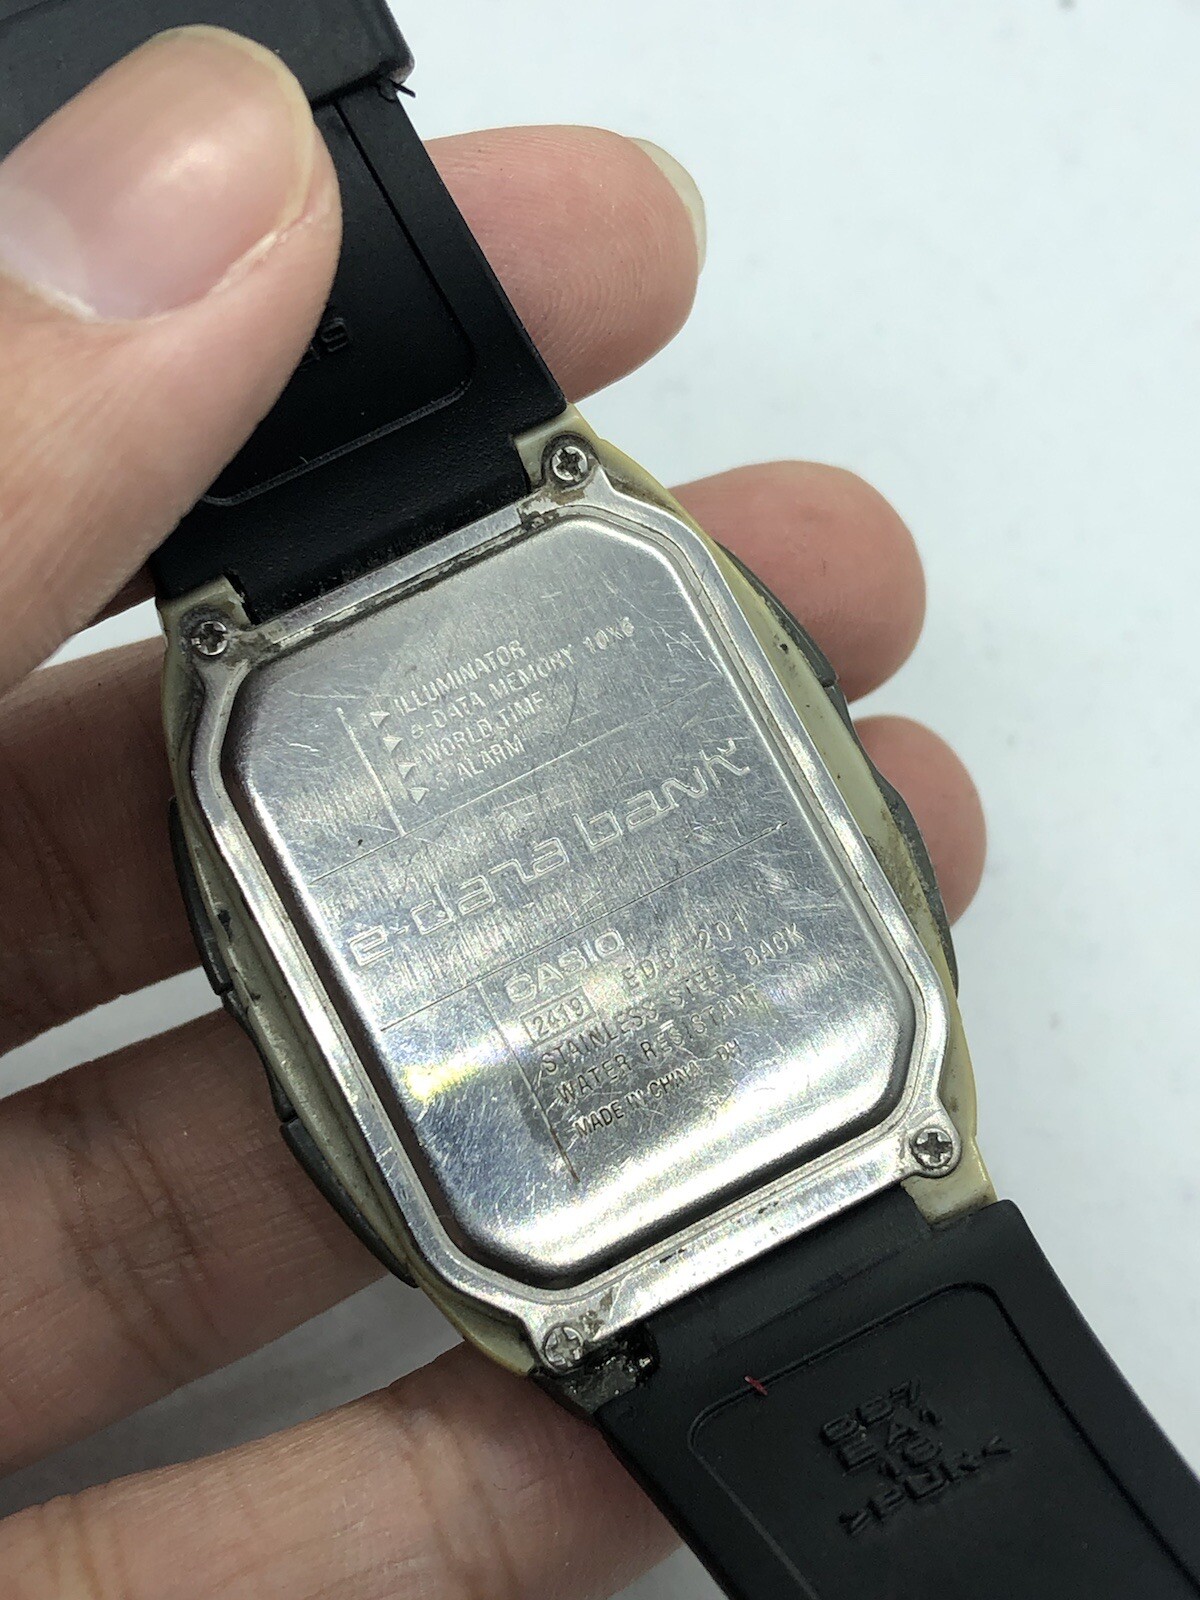 ILLUMINATOR
e-DATA MEMORY 10×6
WORLD TIME
5 ALARM
e-DATA BANK
CASIO
2419 EDB-201
STAINLESS STEEL BACK
WATER RESISTANT
MADE IN CHINA DH